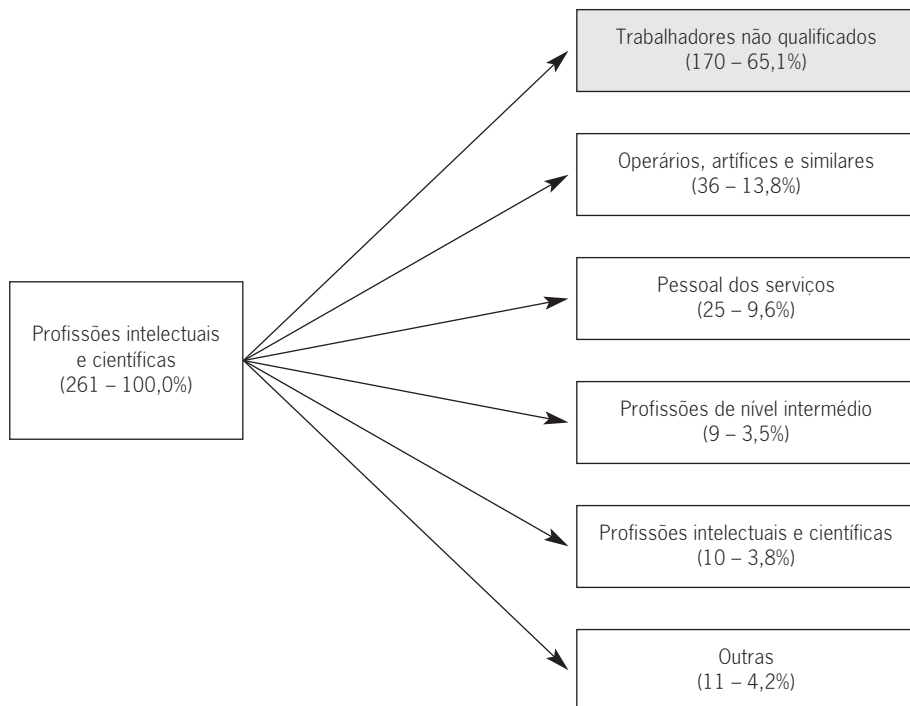 Trabalhadores não qualificados
(170 – 65,1%)
Operários, artífices e similares
(36 – 13,8%)
Pessoal dos serviços
(25 – 9,6%)
Profissões intelectuais
e científicas
(261 – 100,0%)
Profissões de nível intermédio
(9 – 3,5%)
Profissões intelectuais e científicas
(10 – 3,8%)
Outras
(11 – 4,2%)